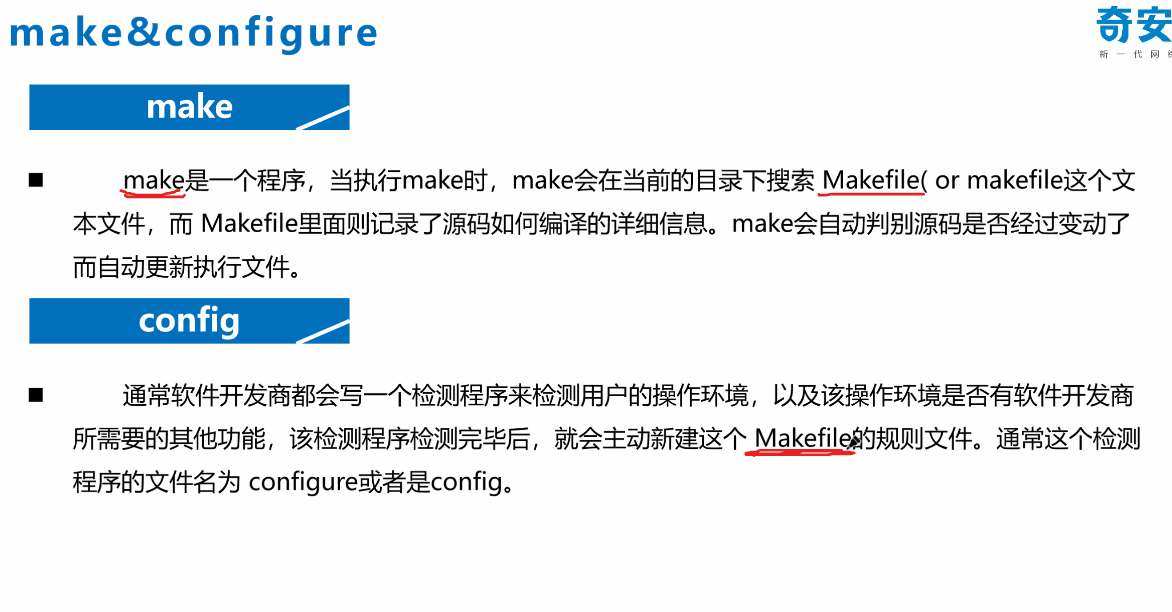 make&configure
奇安
新一代网络
make
■ make是一个程序，当执行make时，make会在当前的目录下搜索 Makefile( or makefile这个文
本文件，而 Makefile里面则记录了源码如何编译的详细信息。make会自动判别源码是否经过变动了
而自动更新执行文件。
config
■ 通常软件开发商都会写一个检测程序来检测用户的操作环境，以及该操作环境是否有软件开发商
所需要的其他功能，该检测程序检测完毕后，就会主动新建这个 Makefile的规则文件。通常这个检测
程序的文件名为 configure或者是config。